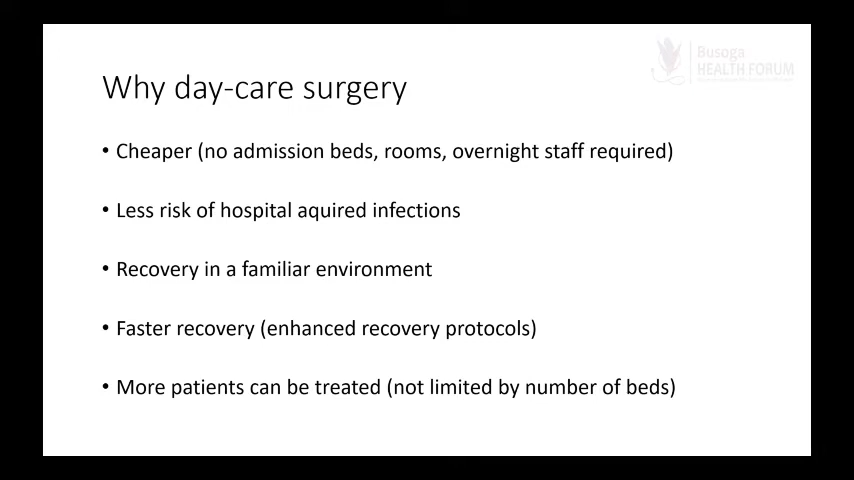 Busoga
HEALTH FORUM
Why day-care surgery
• Cheaper (no admission beds, rooms, overnight staff required)
• Less risk of hospital aquired infections
• Recovery in a familiar environment
• Faster recovery (enhanced recovery protocols)
• More patients can be treated (not limited by number of beds)